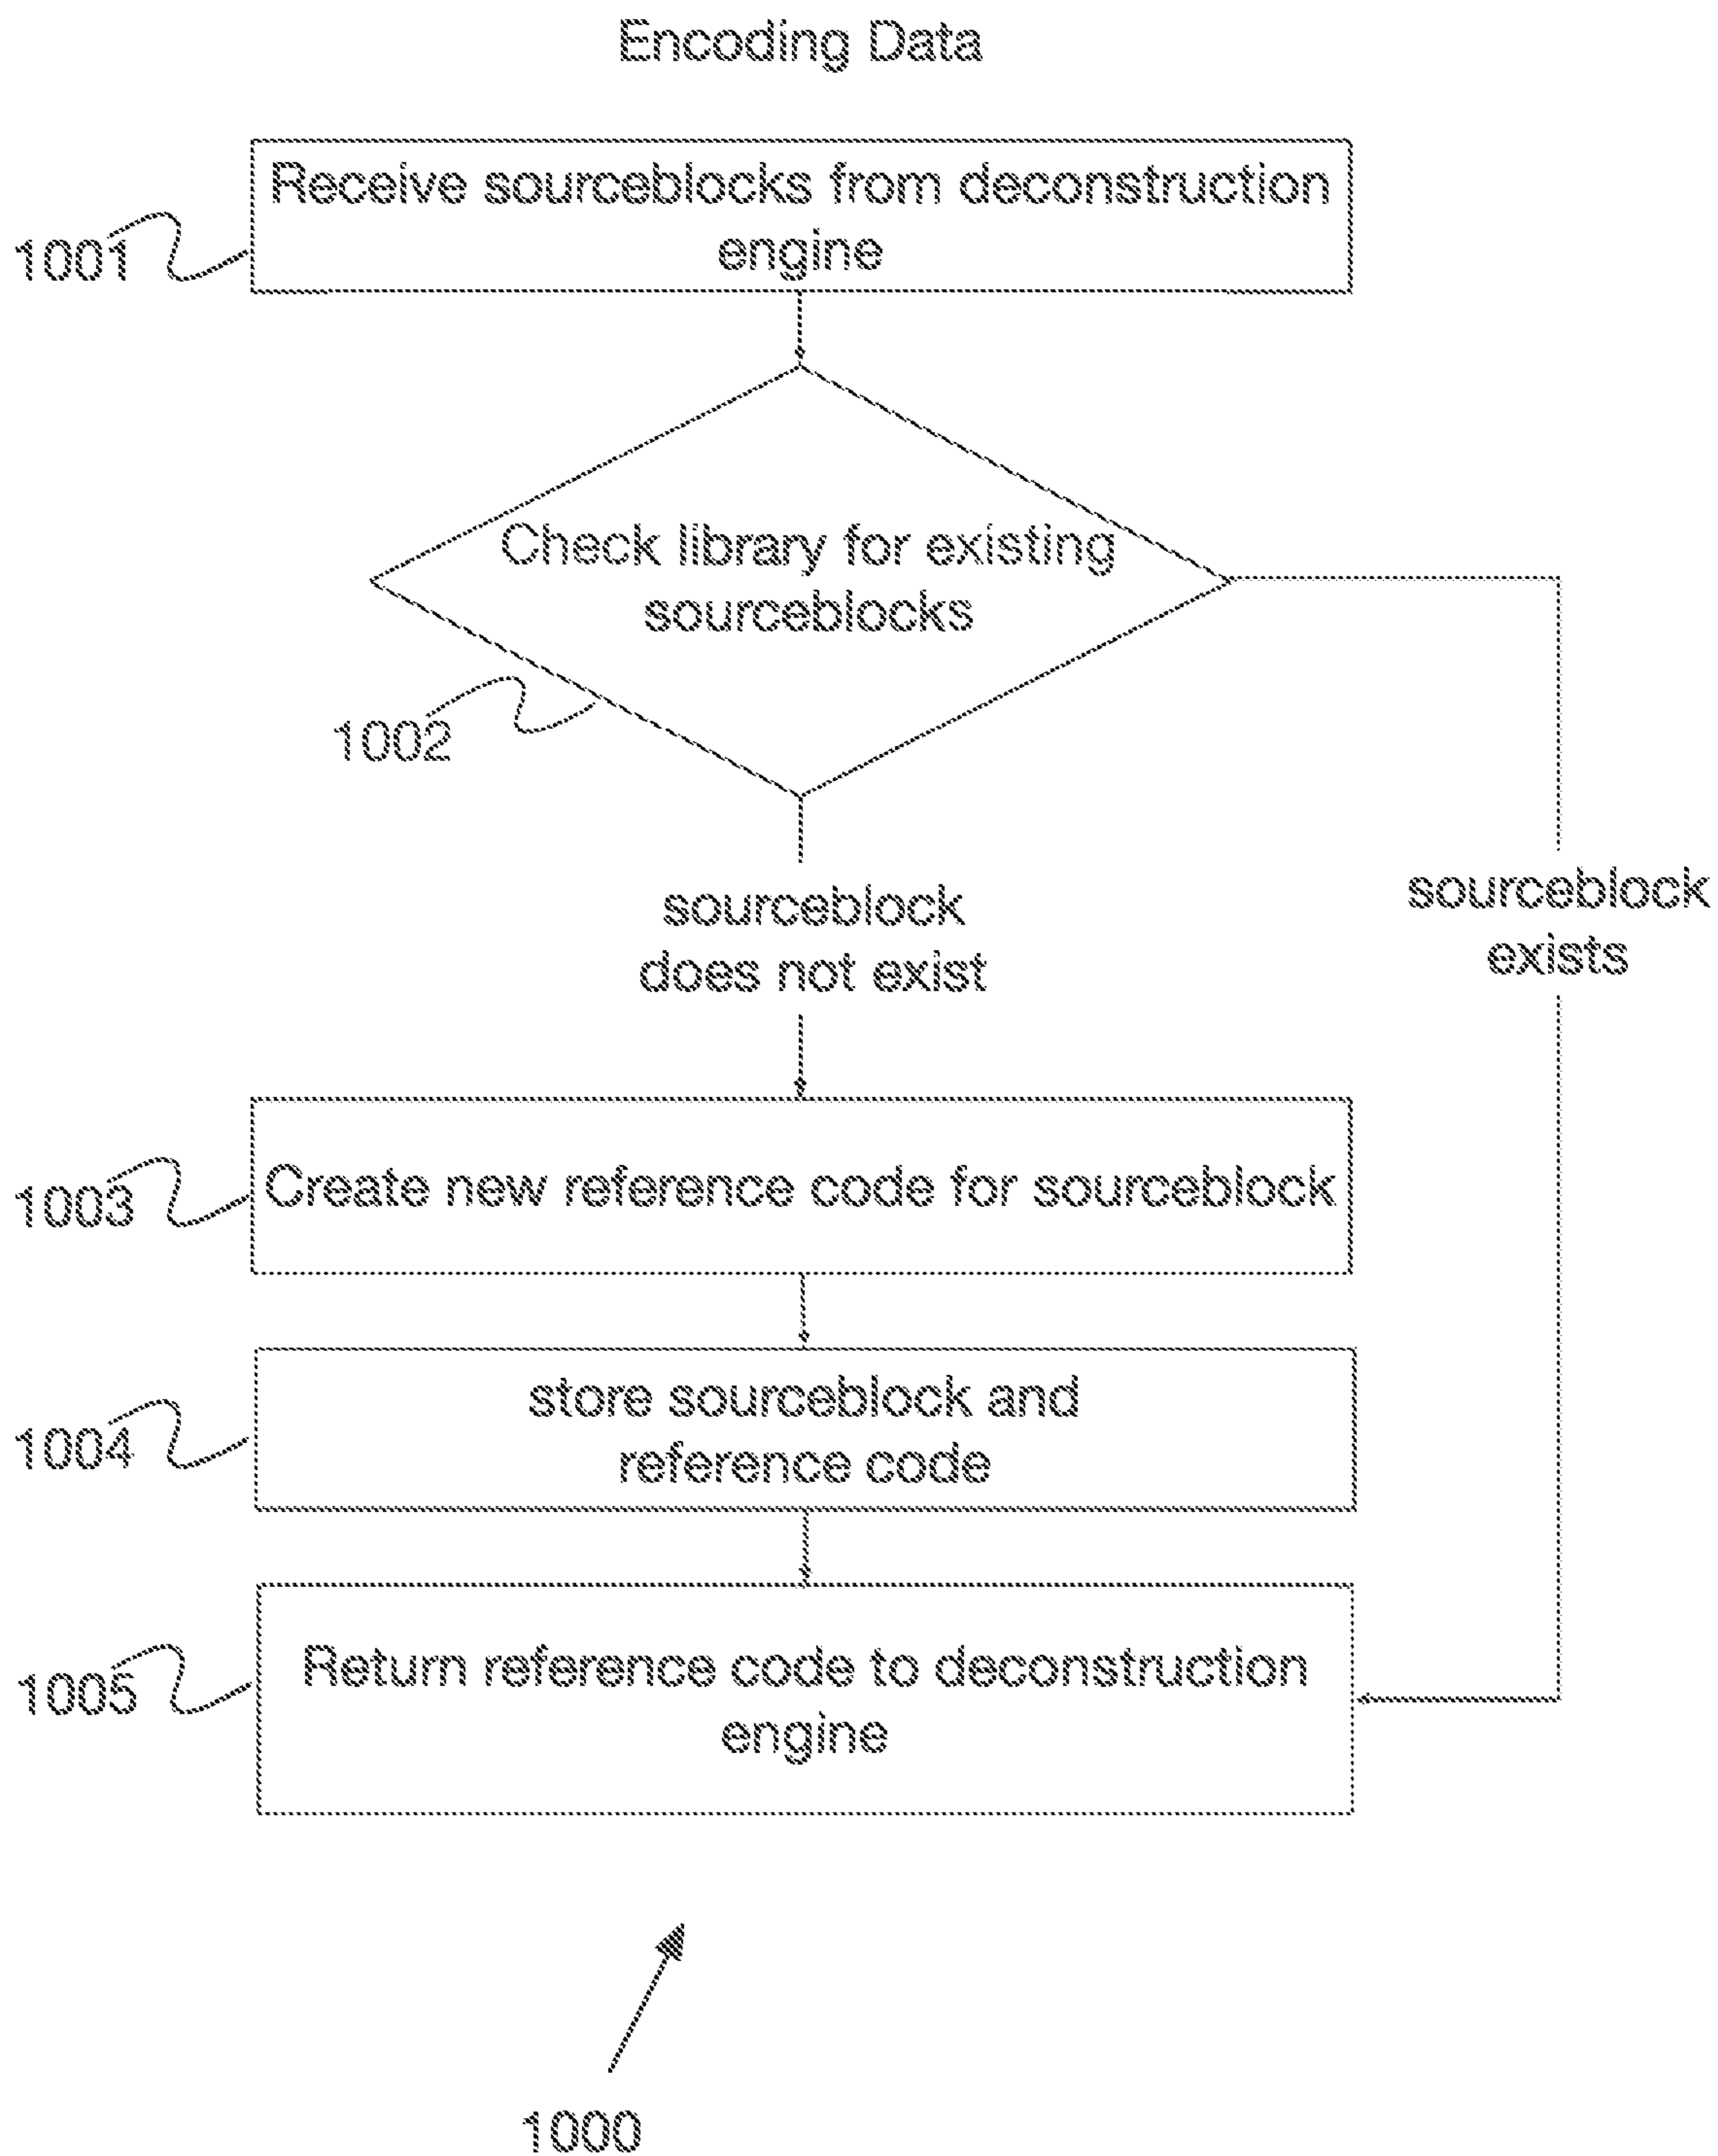 Encoding Data
Receive sourceblocks from deconstruction
engine
1001
Check library for existing
sourceblocks
1002
sourceblock
does not exist
sourceblock
exists
Create new reference code for sourceblock
1003
store sourceblock and
reference code
1004
Return reference code to deconstruction
engine
1005
1000